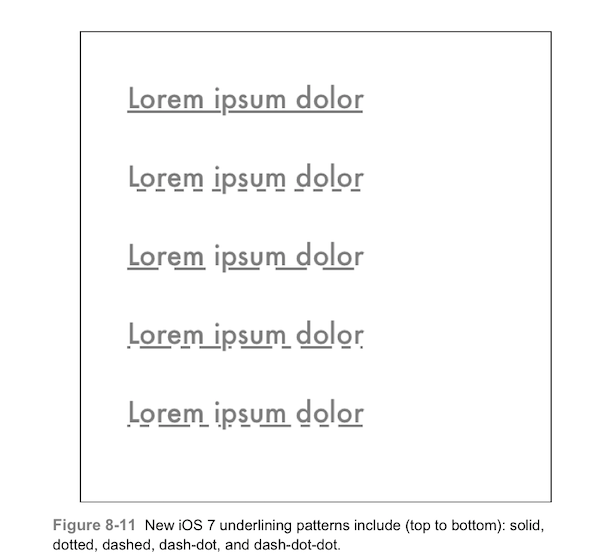 Lorem ipsum dolor
Lorem ipsum dolor
Lorem ipsum dolor
Lorem ipsum dolor
Lorem ipsum dolor
Figure 8-11 New iOS 7 underlining patterns include (top to bottom): solid,
dotted, dashed, dash-dot, and dash-dot-dot.